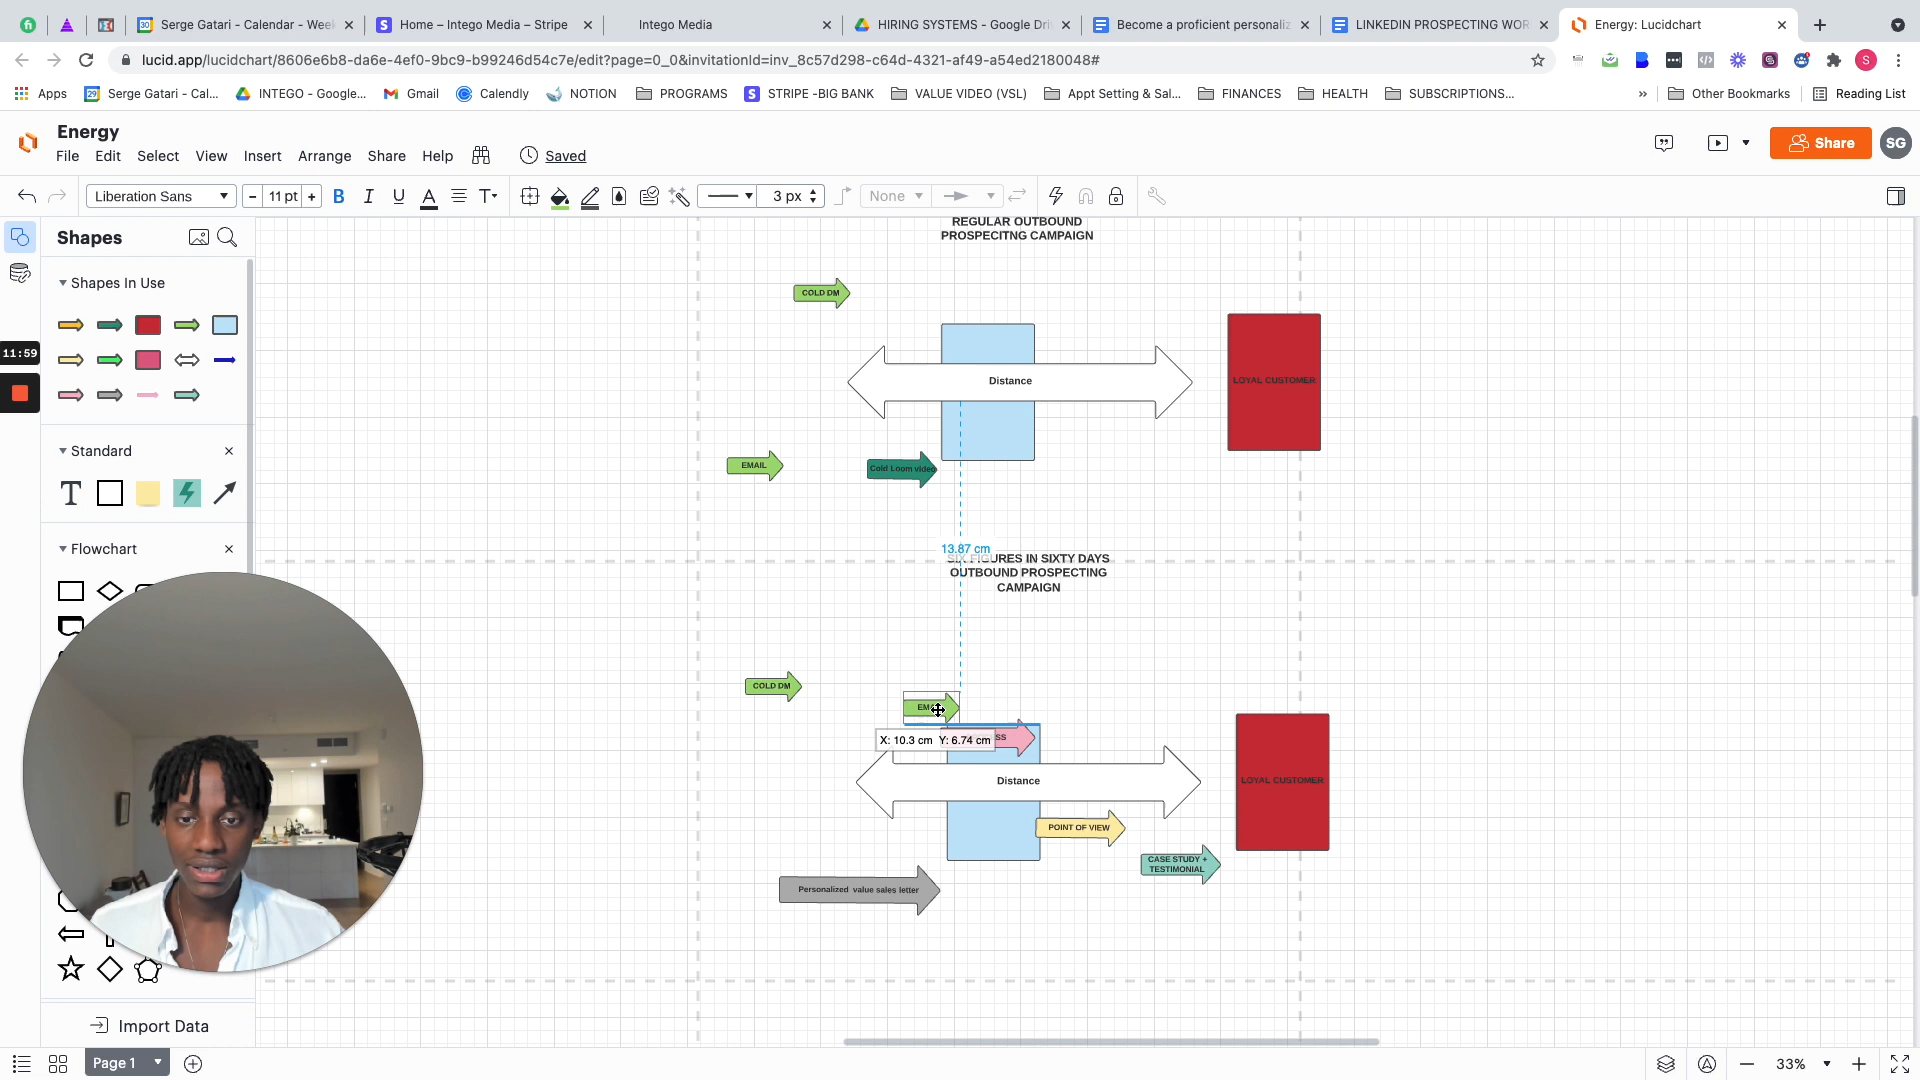 Serge Gatari - Calendar - Week
Home – Intego Media – Stripe
Intego Media
HIRING SYSTEMS - Google Dri
Become a proficient personaliz
LINKEDIN PROSPECTING WOR
Energy: Lucidchart
lucid.app/lucidchart/8606e6b8-da6e-4ef0-9bc9-b99246d54c7e/edit?page=0_0&invitationId=inv_8c57d298-c64d-4321-af49-a54ed2180048#
Apps
Serge Gatari - Cal...
INTEGO - Google...
Gmail
Calendly
NOTION
PROGRAMS
STRIPE -BIG BANK
VALUE VIDEO (VSL)
Appt Setting & Sal...
FINANCES
HEALTH
SUBSCRIPTIONS...
Other Bookmarks
Reading List
Energy
File Edit Select View Insert Arrange Share Help
Saved
Share
SG
Liberation Sans
11 pt
B I U A T
3 px
None
Shapes
Shapes In Use
11:59
Standard
T
Flowchart
Import Data
REGULAR OUTBOUND
PROSPECITNG CAMPAIGN
COLD DM
Distance
LOYAL CUSTOMER
EMAIL
Cold Loom video
13.87 cm
SIX FIGURES IN SIXTY DAYS
OUTBOUND PROSPECTING
CAMPAIGN
COLD DM
X: 10.3 cm Y: 6.74 cm
Distance
LOYAL CUSTOMER
POINT OF VIEW
CASE STUDY +
TESTIMONIAL
Personalized value sales letter
Page 1
33%